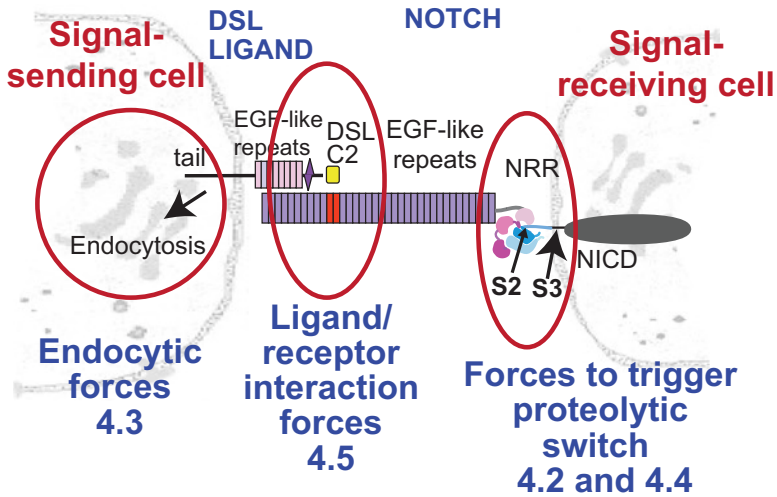 DSL
LIGAND
NOTCH
Signal-
sending cell
Signal-
receiving cell
EGF-like
repeats
DSL
C2
EGF-like
repeats
tail
NRR
Endocytosis
NICD
S2
S3
Endocytic
forces
4.3
Ligand/
receptor
interaction
forces
4.5
Forces to trigger
proteolytic
switch
4.2 and 4.4